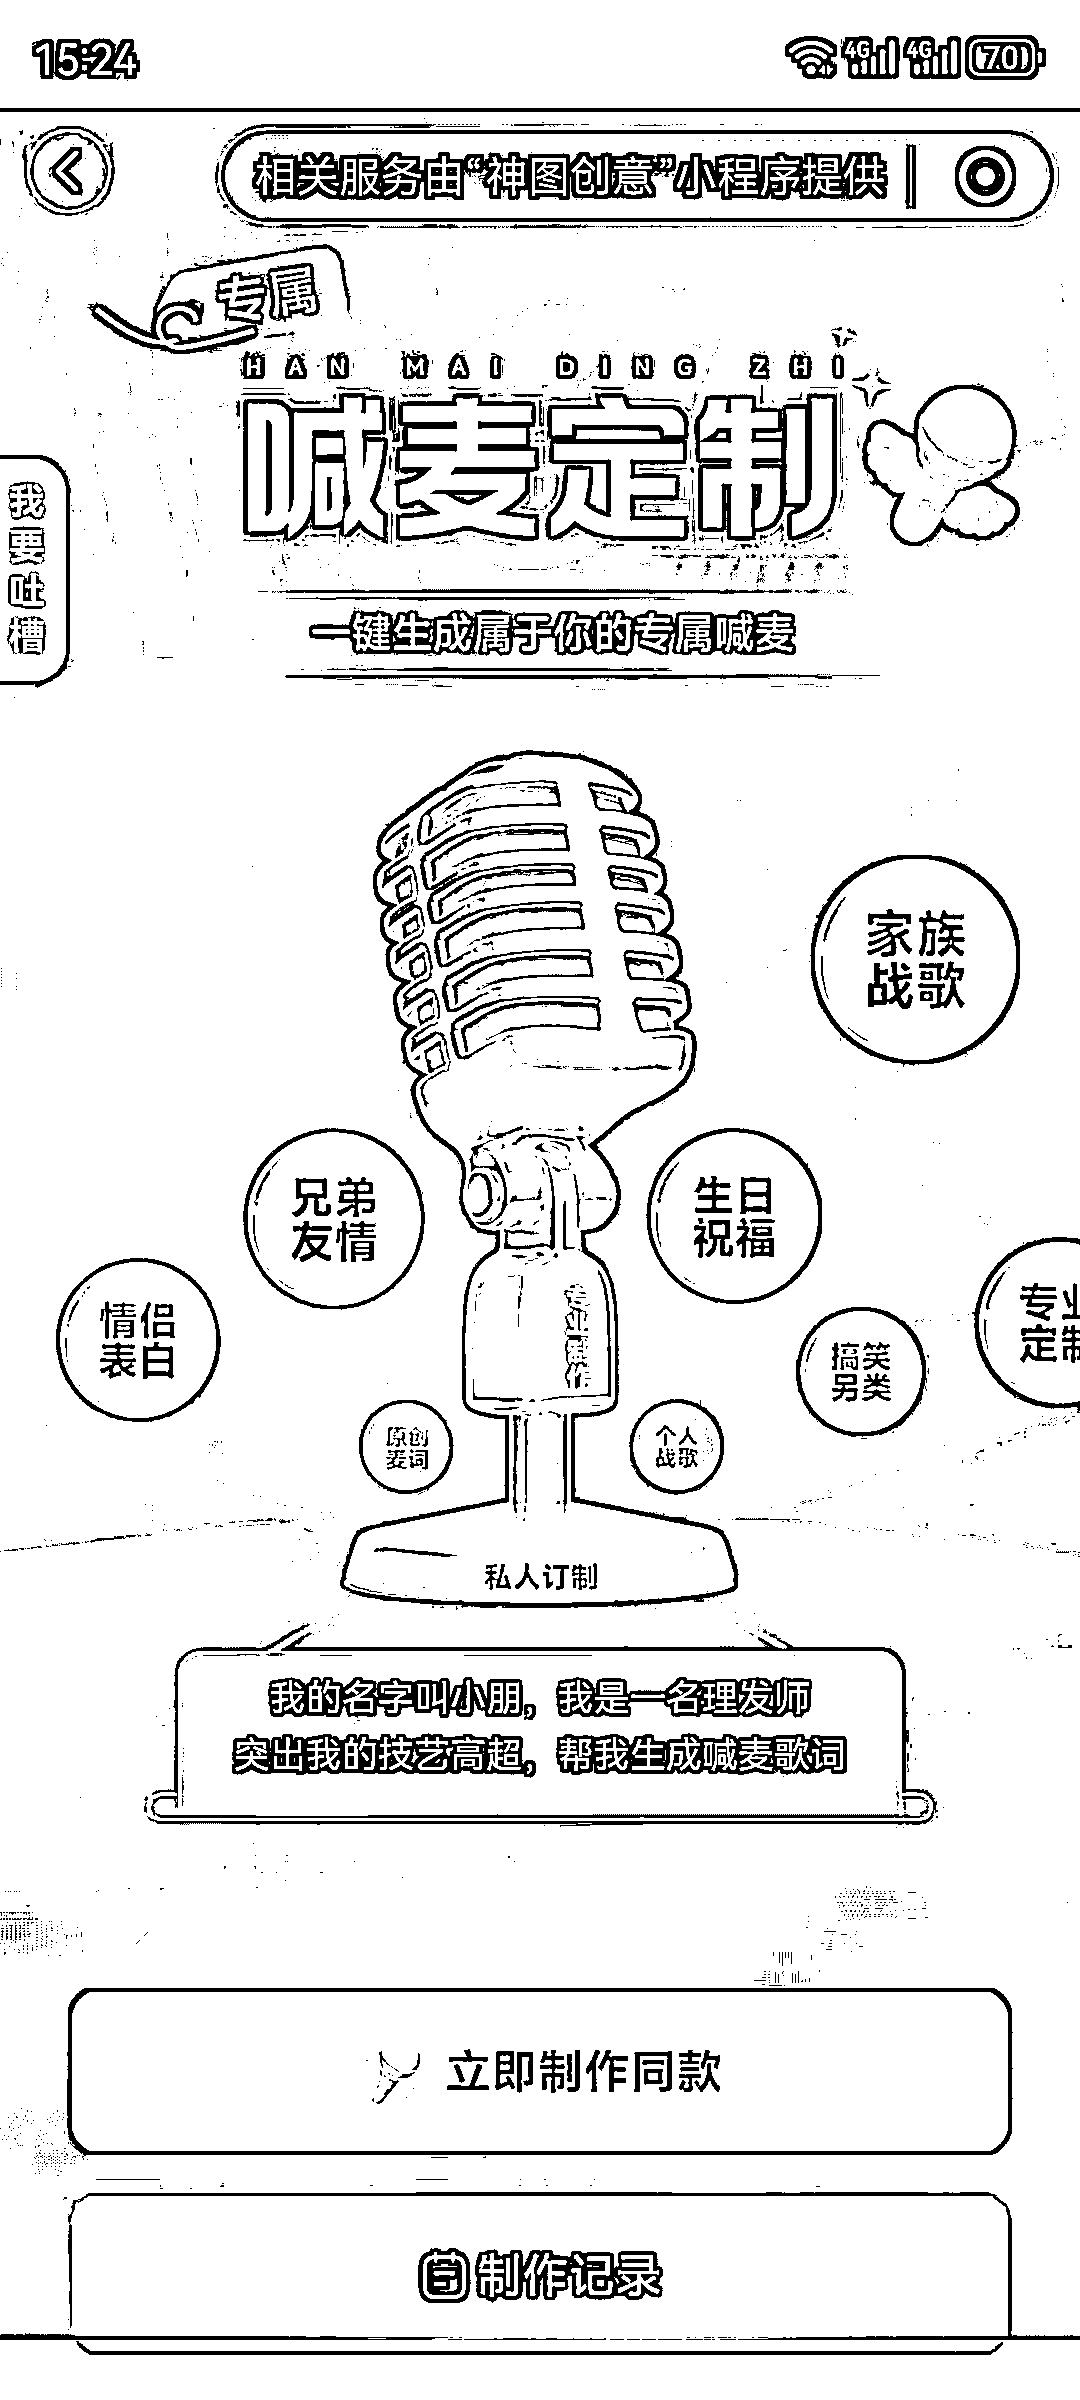 15:24
4G 4G 70
相关服务由“神图创意”小程序提供
专属
HAN MAI DING ZHI
喊麦定制
我要吐槽
一键生成属于你的专属喊麦
家族
战歌
兄弟
友情
生日
祝福
情侣
表白
专业
定制
搞笑
另类
专业制作
原创
麦词
个人
战歌
私人订制
我的名字叫小朋，我是一名理发师
突出我的技艺高超，帮我生成喊麦歌词
立即制作同款
制作记录